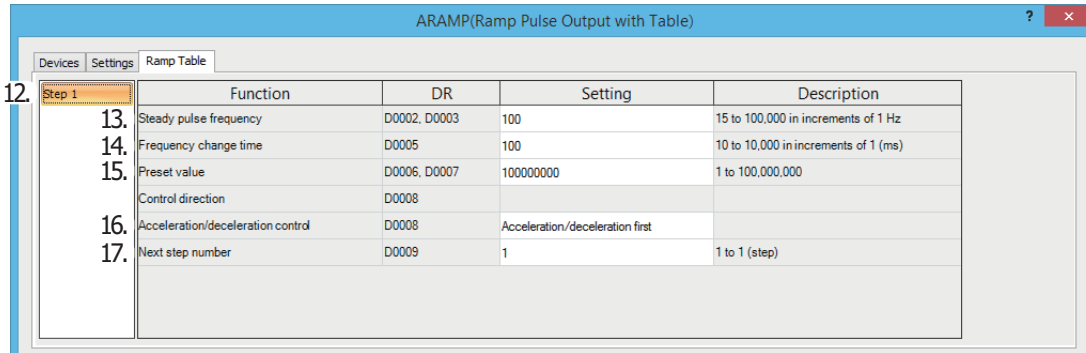 ARAMP(Ramp Pulse Output with Table) ? ×
Devices Settings Ramp Table
12. Step 1 Function DR Setting Description
13. Steady pulse frequency D0002, D0003 100 15 to 100,000 in increments of 1 Hz
14. Frequency change time D0005 100 10 to 10,000 in increments of 1 (ms)
15. Preset value D0006, D0007 100000000 1 to 100,000,000
Control direction D0008
16. Acceleration/deceleration control D0008 Acceleration/deceleration first
17. Next step number D0009 1 1 to 1 (step)